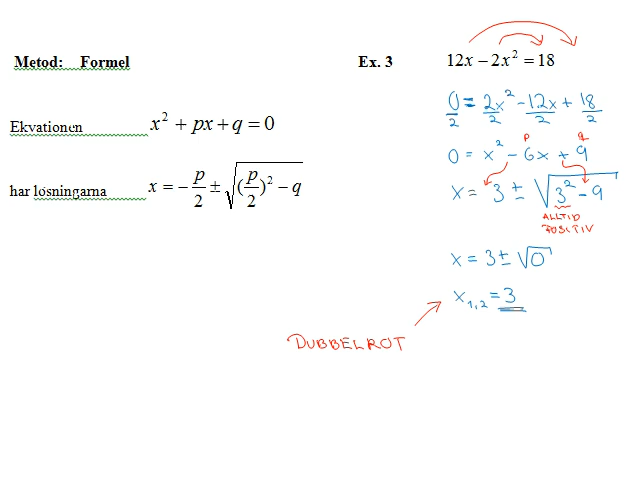 Metod: Formel
Ekvationen x² + px + q = 0
har lösningarna x = −p/2 ± √((p/2)² − q)
Ex. 3 12x − 2x² = 18
0/2 = 2x²/2 − 12x/2 + 18/2
p q
0 = x² − 6x + 9
x = 3 ± √(3² − 9)
ALLTID
POSITIV
x = 3 ± √0
x₁,₂ = 3
DUBBELROT